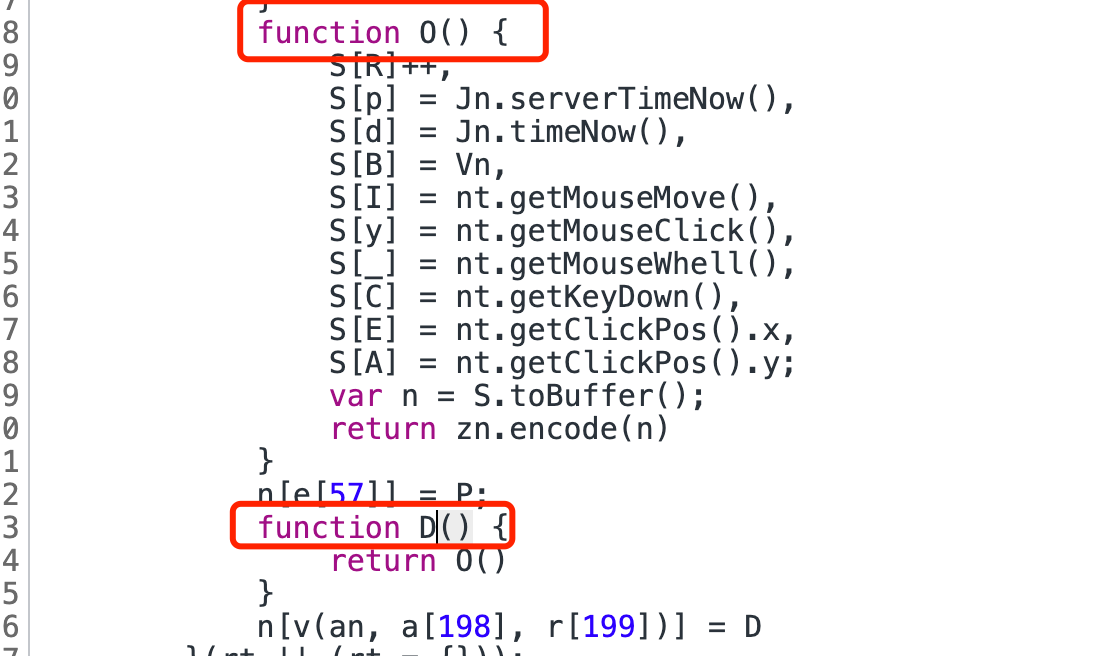 8 function O() {
9 S[R]++,
0 S[p] = Jn.serverTimeNow(),
1 S[d] = Jn.timeNow(),
2 S[B] = Vn,
3 S[I] = nt.getMouseMove(),
4 S[y] = nt.getMouseClick(),
5 S[_] = nt.getMouseWhell(),
6 S[C] = nt.getKeyDown(),
7 S[E] = nt.getClickPos().x,
8 S[A] = nt.getClickPos().y;
9 var n = S.toBuffer();
0 return zn.encode(n)
1 }
2 n[e[57]] = P;
3 function D() {
4 return O()
5 }
6 n[v(an, a[198], r[199])] = D
}(rt || (rt = {}));